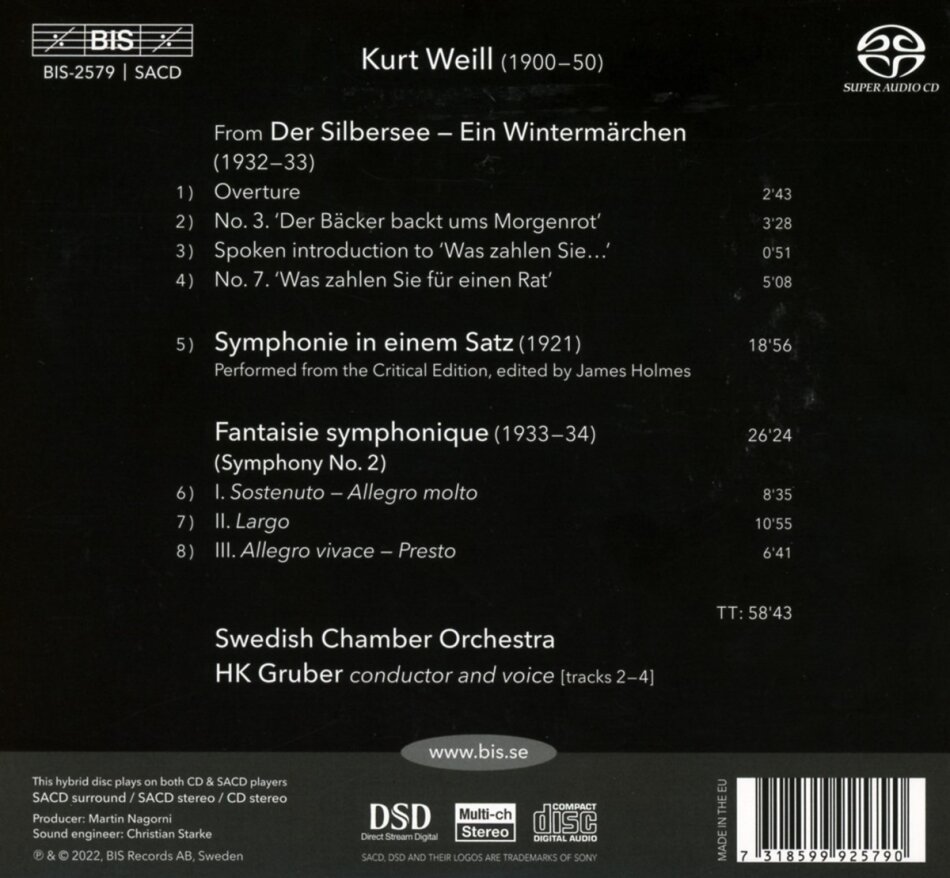 BIS
BIS-2579 | SACD
SUPER AUDIO CD
Kurt Weill (1900–50)
From Der Silbersee – Ein Wintermärchen
(1932–33)
1) Overture 2'43
2) No. 3. ‘Der Bäcker backt ums Morgenrot’ 3'28
3) Spoken introduction to ‘Was zahlen Sie…’ 0'51
4) No. 7. ‘Was zahlen Sie für einen Rat’ 5'08
5) Symphonie in einem Satz (1921) 18'56
Performed from the Critical Edition, edited by James Holmes
Fantaisie symphonique (1933–34) 26'24
(Symphony No. 2)
6) I. Sostenuto – Allegro molto 8'35
7) II. Largo 10'55
8) III. Allegro vivace – Presto 6'41
TT: 58'43
Swedish Chamber Orchestra
HK Gruber conductor and voice [tracks 2–4]
www.bis.se
This hybrid disc plays on both CD & SACD players
SACD surround / SACD stereo / CD stereo
Producer: Martin Nagorni
Sound engineer: Christian Starke
℗ & © 2022, BIS Records AB, Sweden
DSD
Direct Stream Digital
Multi-ch
Stereo
COMPACT
disc
DIGITAL AUDIO
SACD, DSD AND THEIR LOGOS ARE TRADEMARKS OF SONY
MADE IN THE EU
7 318599 925790